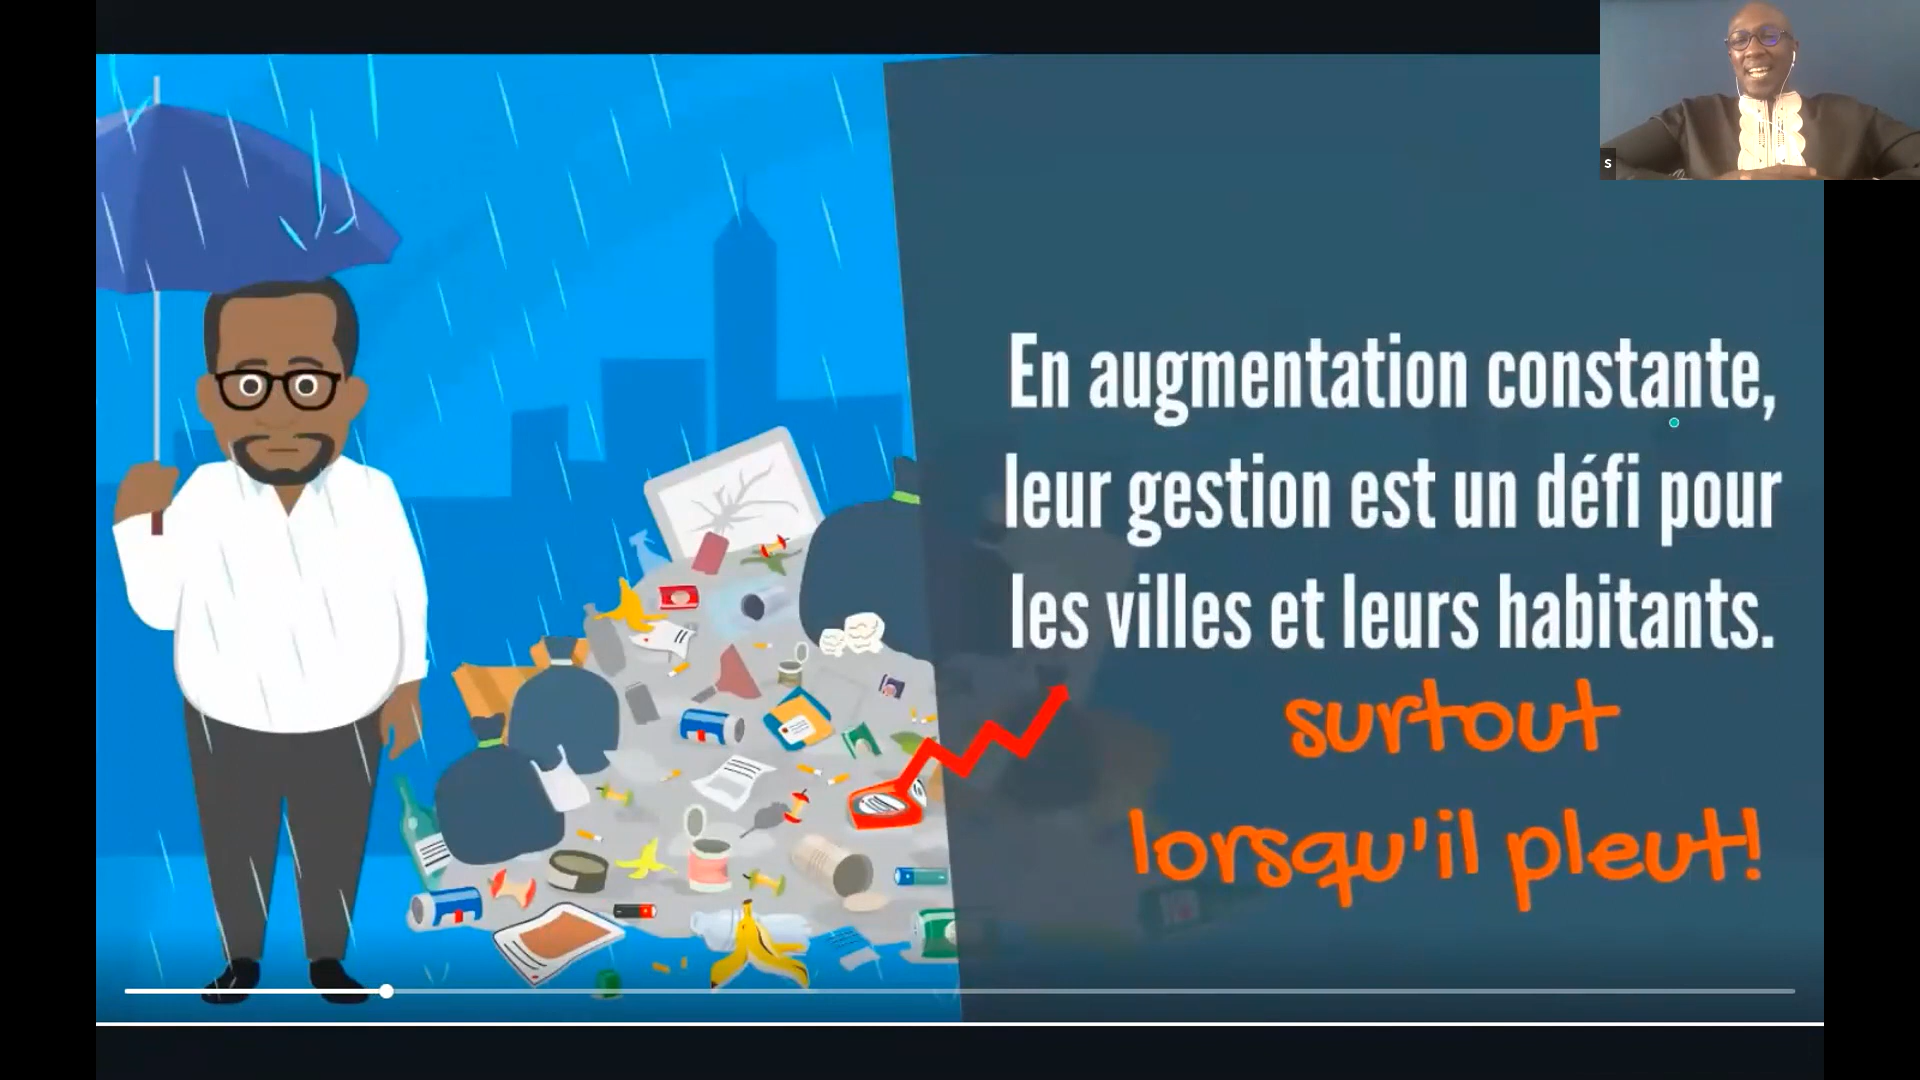 s
En augmentation constante,
leur gestion est un défi pour
les villes et leurs habitants.
surtout
lorsqu'il pleut!